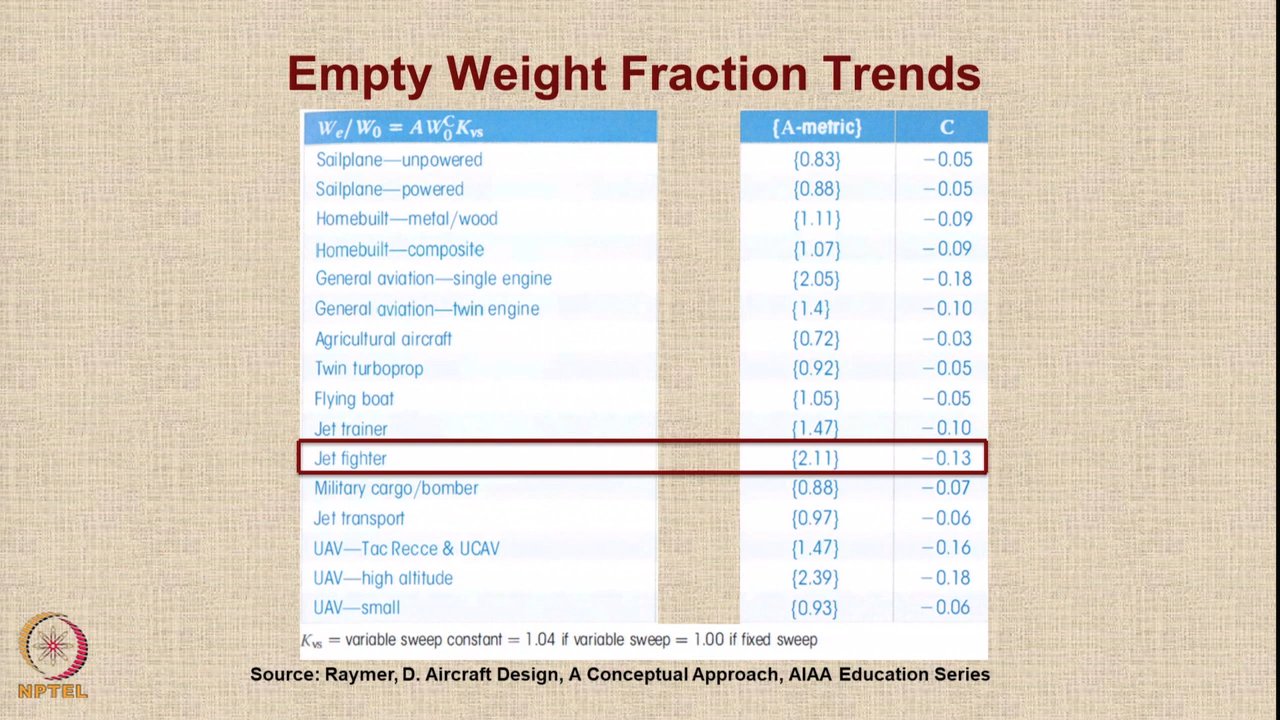 Empty Weight Fraction Trends
Wₑ/W₀ = A W₀ᶜ Kᵥₛ {A-metric} C
Sailplane—unpowered {0.83} −0.05
Sailplane—powered {0.88} −0.05
Homebuilt—metal/wood {1.11} −0.09
Homebuilt—composite {1.07} −0.09
General aviation—single engine {2.05} −0.18
General aviation—twin engine {1.4} −0.10
Agricultural aircraft {0.72} −0.03
Twin turboprop {0.92} −0.05
Flying boat {1.05} −0.05
Jet trainer {1.47} −0.10
Jet fighter {2.11} −0.13
Military cargo/bomber {0.88} −0.07
Jet transport {0.97} −0.06
UAV—Tac Recce & UCAV {1.47} −0.16
UAV—high altitude {2.39} −0.18
UAV—small {0.93} −0.06
Kᵥₛ = variable sweep constant = 1.04 if variable sweep = 1.00 if fixed sweep
Source: Raymer, D. Aircraft Design, A Conceptual Approach, AIAA Education Series
NPTEL